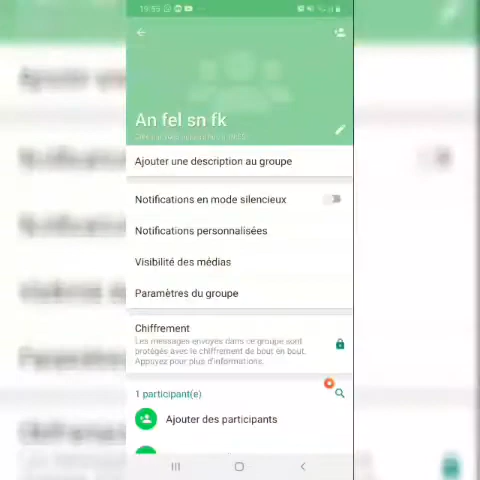 19:55
An fel sn fk
Ajouter une description au groupe
Notifications en mode silencieux
Notifications personnalisées
Visibilité des médias
Paramètres du groupe
Chiffrement
Les messages envoyés dans ce groupe sont
protégés avec le chiffrement de bout en bout.
Appuyez pour plus d'informations.
1 participant(e)
Ajouter des participants